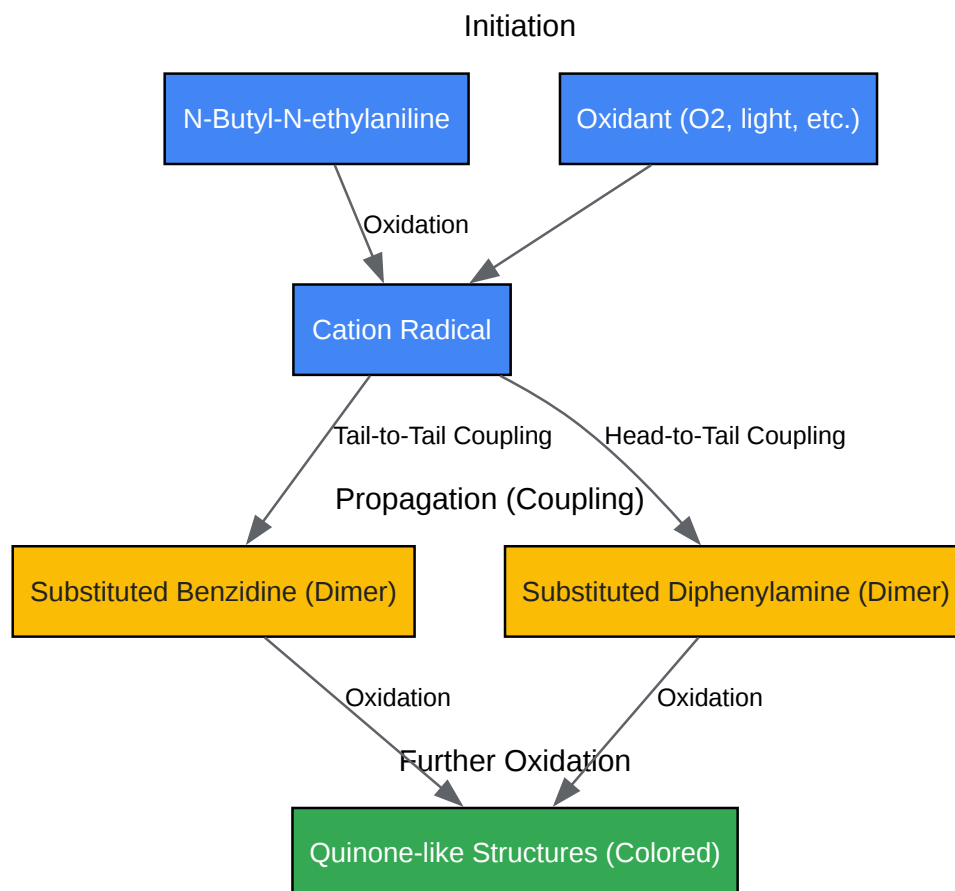 Initiation
N-Butyl-N-ethylaniline
Oxidant (O2, light, etc.)
Oxidation
Cation Radical
Tail-to-Tail Coupling
Head-to-Tail Coupling
Propagation (Coupling)
Substituted Benzidine (Dimer)
Substituted Diphenylamine (Dimer)
Oxidation
Oxidation
Further Oxidation
Quinone-like Structures (Colored)